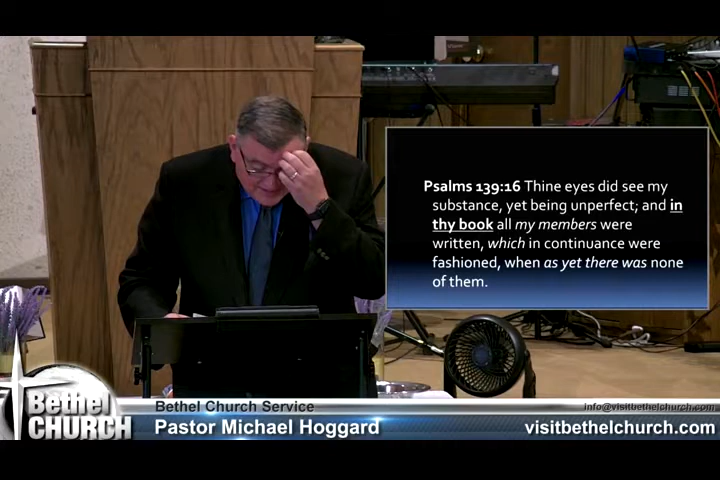 Psalms 139:16 Thine eyes did see my
substance, yet being unperfect; and in
thy book all my members were
written, which in continuance were
fashioned, when as yet there was none
of them.
Bethel
CHURCH
Bethel Church Service
info@visitbethelchurch.com
Pastor Michael Hoggard
visitbethelchurch.com